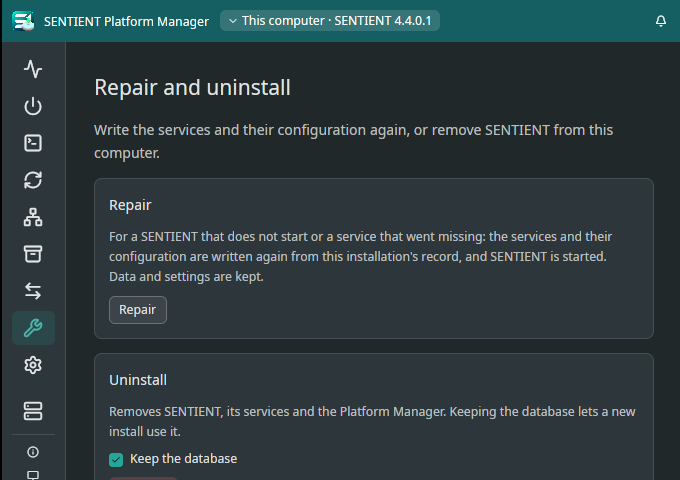 SENTIENT Platform Manager
This computer · SENTIENT 4.4.0.1
Repair and uninstall
Write the services and their configuration again, or remove SENTIENT from this
computer.
Repair
For a SENTIENT that does not start or a service that went missing: the services and their
configuration are written again from this installation's record, and SENTIENT is started.
Data and settings are kept.
Repair
Uninstall
Removes SENTIENT, its services and the Platform Manager. Keeping the database lets a new
install use it.
Keep the database